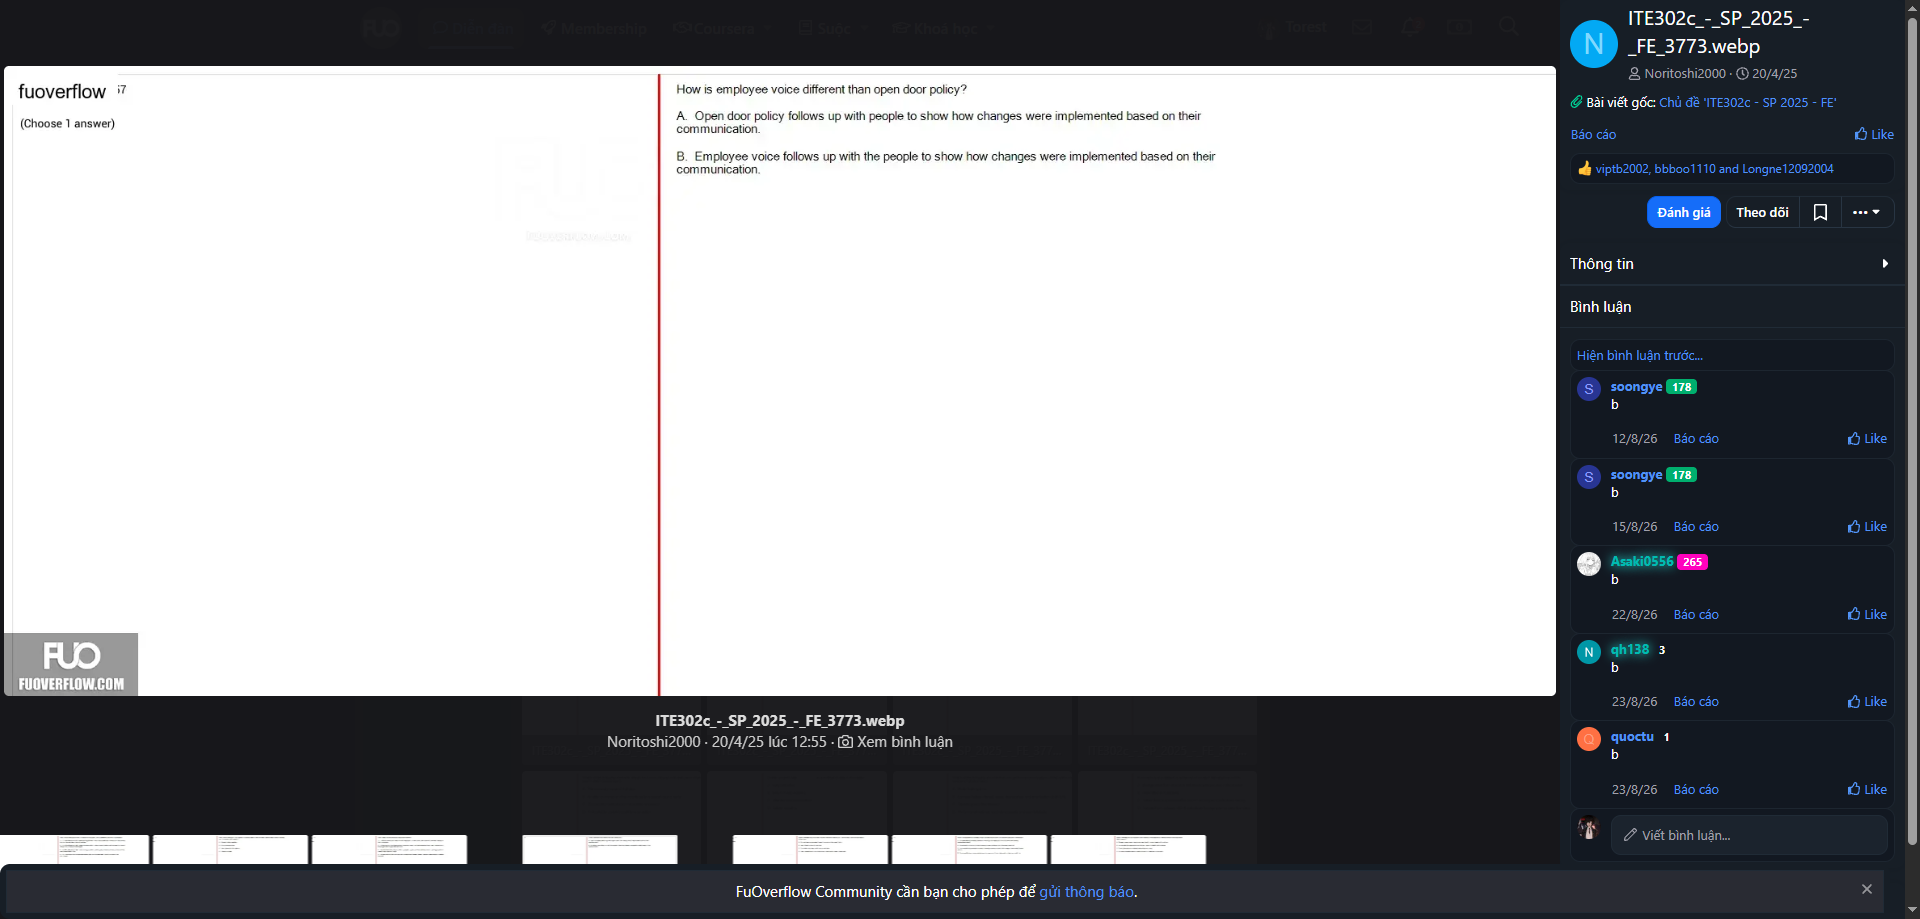 Membership
Coursera
Khoá học
Torest
fuoverflow
57
(Choose 1 answer)
How is employee voice different than open door policy?
A. Open door policy follows up with people to show how changes were implemented based on their
communication.
B. Employee voice follows up with the people to show how changes were implemented based on their
communication.
FUO
FUOVERFLOW.COM
ITE302c_-_SP_2025_-_FE_3773.webp
Noritoshi2000 · 20/4/25 lúc 12:55 · Xem bình luận
N
ITE302c_-_SP_2025_-
_FE_3773.webp
Noritoshi2000 · 20/4/25
Bài viết gốc: Chủ đề 'ITE302c - SP 2025 - FE'
Báo cáo
Like
viptb2002, bbboo1110 and Longne12092004
Đánh giá
Theo dõi
Thông tin
Bình luận
Hiện bình luận trước...
S
soongye 178
b
12/8/26 Báo cáo Like
S
soongye 178
b
15/8/26 Báo cáo Like
Asaki0556 265
b
22/8/26 Báo cáo Like
N
qh138 3
b
23/8/26 Báo cáo Like
Q
quoctu 1
b
23/8/26 Báo cáo Like
Viết bình luận...
FuOverflow Community cần bạn cho phép để gửi thông báo.